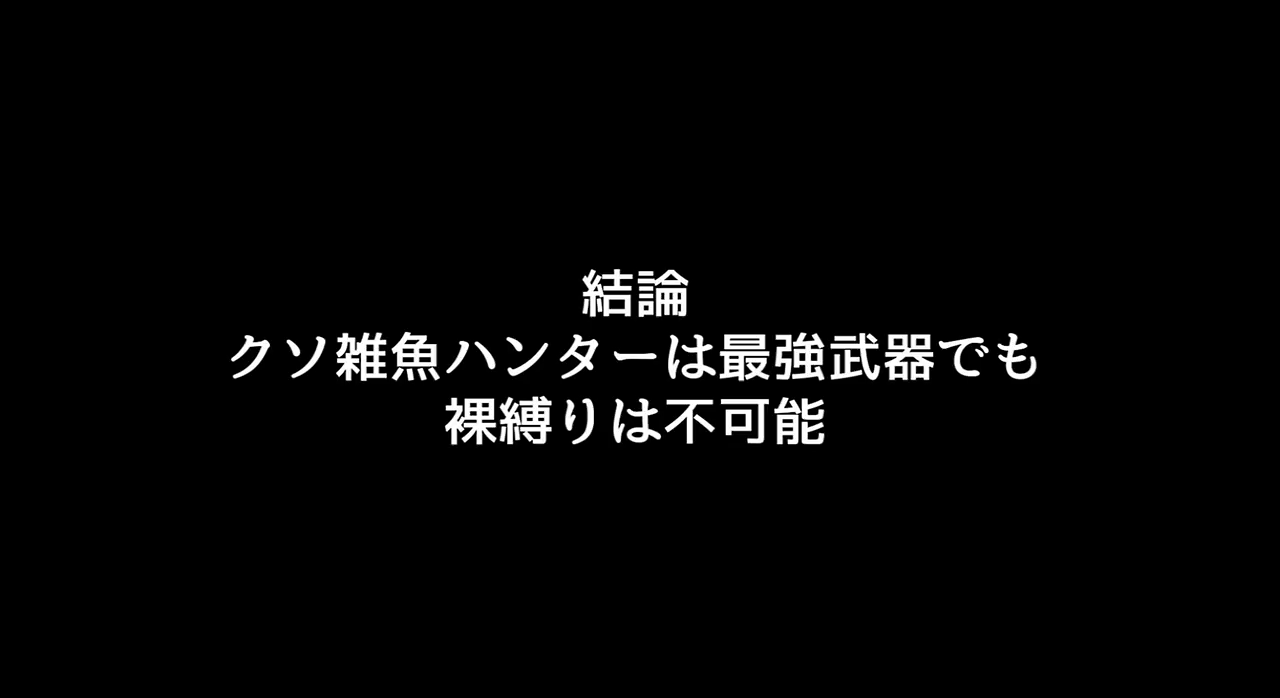 結論
クソ雑魚ハンターは最強武器でも
裸縛りは不可能